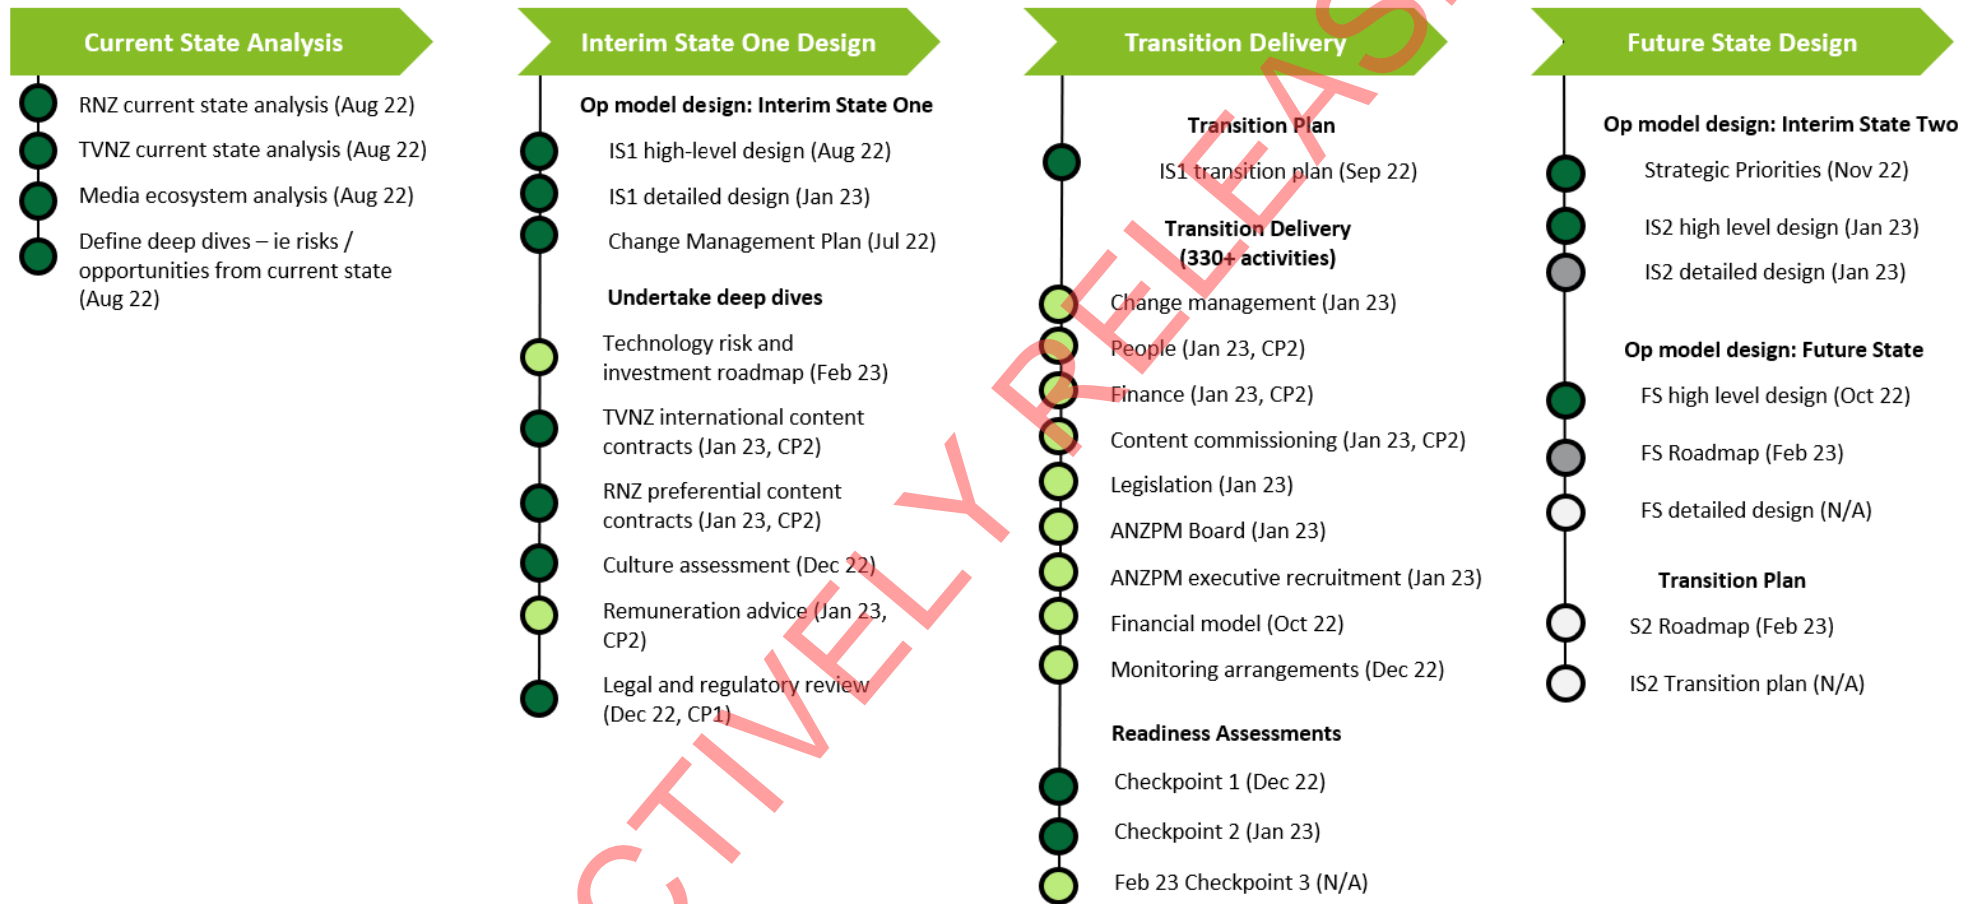 Current State Analysis
RNZ current state analysis (Aug 22)
TVNZ current state analysis (Aug 22)
Media ecosystem analysis (Aug 22)
Define deep dives – ie risks /
opportunities from current state
(Aug 22)
Interim State One Design
Op model design: Interim State One
IS1 high-level design (Aug 22)
IS1 detailed design (Jan 23)
Change Management Plan (Jul 22)
Undertake deep dives
Technology risk and
investment roadmap (Feb 23)
TVNZ international content
contracts (Jan 23, CP2)
RNZ preferential content
contracts (Jan 23, CP2)
Culture assessment (Dec 22)
Remuneration advice (Jan 23,
CP2)
Legal and regulatory review
(Dec 22, CP1)
Transition Delivery
Transition Plan
IS1 transition plan (Sep 22)
Transition Delivery
(330+ activities)
Change management (Jan 23)
People (Jan 23, CP2)
Finance (Jan 23, CP2)
Content commissioning (Jan 23, CP2)
Legislation (Jan 23)
ANZPM Board (Jan 23)
ANZPM executive recruitment (Jan 23)
Financial model (Oct 22)
Monitoring arrangements (Dec 22)
Readiness Assessments
Checkpoint 1 (Dec 22)
Checkpoint 2 (Jan 23)
Feb 23 Checkpoint 3 (N/A)
Future State Design
Op model design: Interim State Two
Strategic Priorities (Nov 22)
IS2 high level design (Jan 23)
IS2 detailed design (Jan 23)
Op model design: Future State
FS high level design (Oct 22)
FS Roadmap (Feb 23)
FS detailed design (N/A)
Transition Plan
S2 Roadmap (Feb 23)
IS2 Transition plan (N/A)
CTIVELY RELEAS